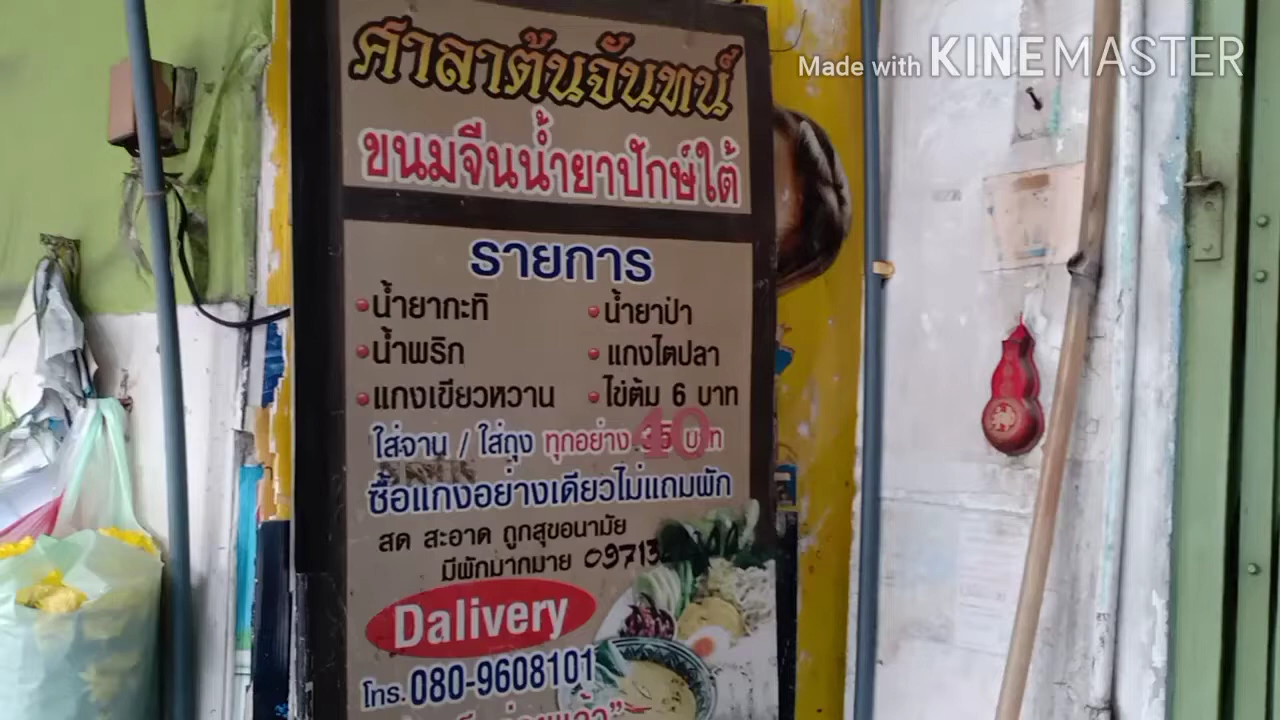 Made with KINEMASTER
ศาลาต้นจันทน์
ขนมจีนน้ำยาปักษ์ใต้
รายการ
น้ำยากะทิ
น้ำยาป่า
น้ำพริก
แกงไตปลา
แกงเขียวหวาน
ไข่ต้ม 6 บาท
ใส่จาน / ใส่ถุง ทุกอย่าง 40 บาท
ซื้อแกงอย่างเดียวไม่แถมผัก
สด สะอาด ถูกสุขอนามัย
มีผักมากมาย 09713
Dalivery
โทร. 080-9608101